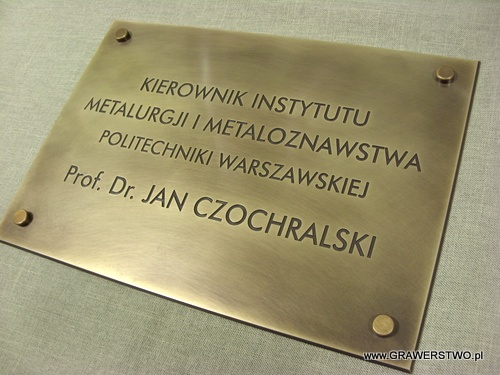 KIEROWNIK INSTYTUTU
METALURGJI I METALOZNAWSTWA
POLITECHNIKI WARSZAWSKIEJ
Prof. Dr. JAN CZOCHRALSKI
www.GRAWERSTWO.pl